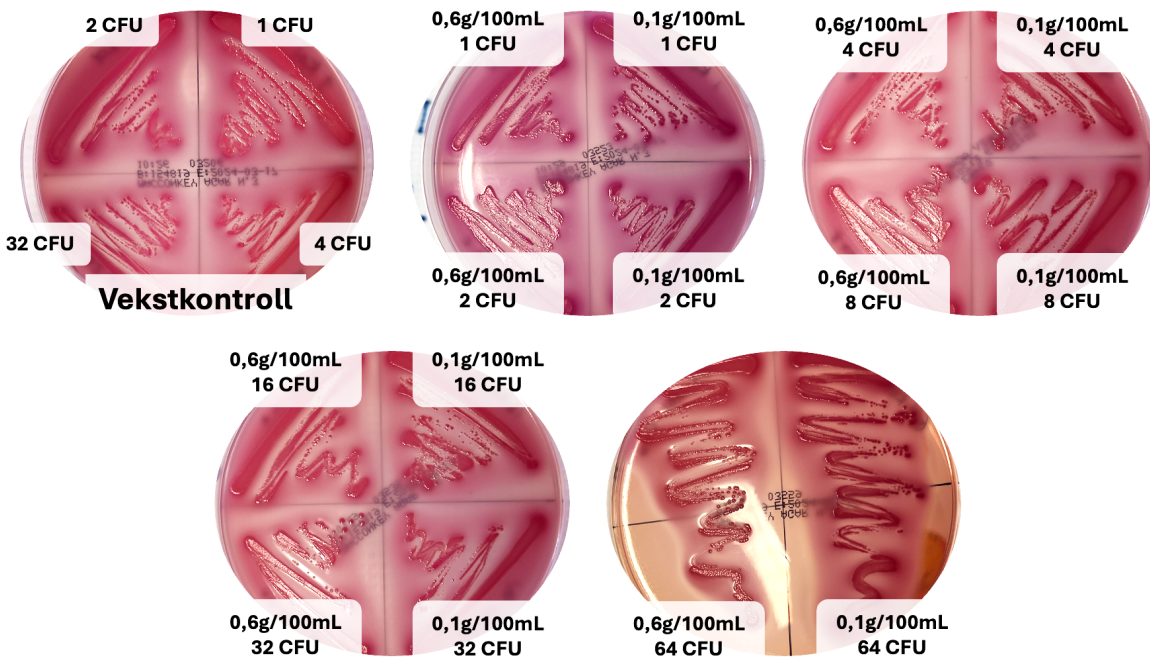 2 CFU
1 CFU
32 CFU
4 CFU
Vekstkontroll
0,6g/100mL
1 CFU
0,1g/100mL
1 CFU
0,6g/100mL
2 CFU
0,1g/100mL
2 CFU
0,6g/100mL
4 CFU
0,1g/100mL
4 CFU
0,6g/100mL
8 CFU
0,1g/100mL
8 CFU
0,6g/100mL
16 CFU
0,1g/100mL
16 CFU
0,6g/100mL
32 CFU
0,1g/100mL
32 CFU
0,6g/100mL
64 CFU
0,1g/100mL
64 CFU